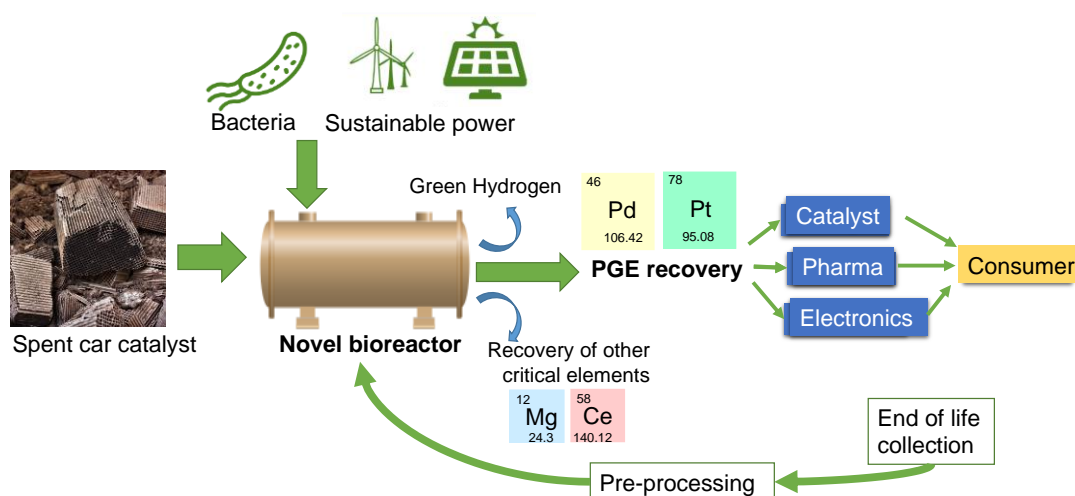 Bacteria
Sustainable power
Green Hydrogen
46
Pd
106.42
78
Pt
95.08
PGE recovery
Catalyst
Pharma
Electronics
Consumer
Spent car catalyst
Novel bioreactor
Recovery of other
critical elements
12
Mg
24.3
58
Ce
140.12
End of life
collection
Pre-processing